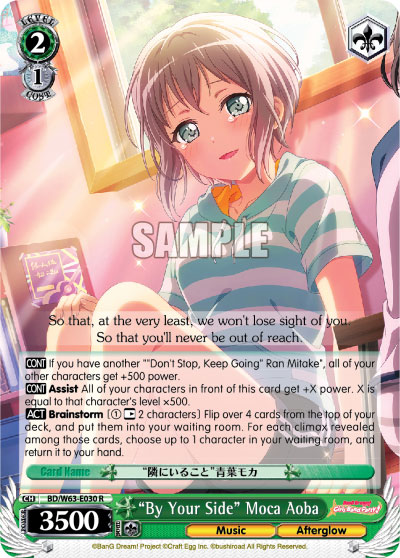 LEVEL
2
1
COST
SAMPLE
So that, at the very least, we won't lose sight of you.
So that you'll never be out of reach.
CONT If you have another ""Don't Stop, Keep Going" Ran Mitake", all of your
other characters get +500 power.
CONT Assist All of your characters in front of this card get +X power. X is
equal to that character's level ×500.
ACT Brainstorm [① 2 characters] Flip over 4 cards from the top of your
deck, and put them into your waiting room. For each climax revealed
among those cards, choose up to 1 character in your waiting room, and
return it to your hand.
Card Name "隣にいること"青葉モカ
CH BD/W63-E030 R
POWER 3500 SOUL "By Your Side" Moca Aoba
Music Afterglow
©BanG Dream! Project ©Craft Egg Inc. ©bushiroad All Rights Reserved.